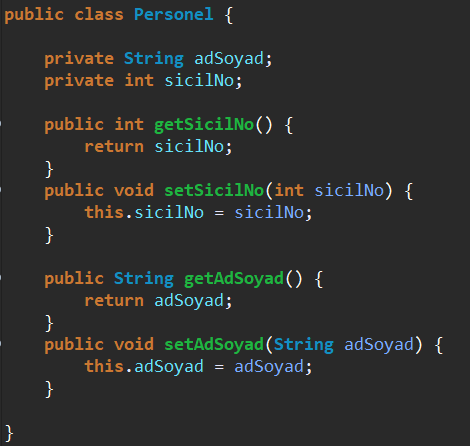 public class Personel {
private String adSoyad;
private int sicilNo;
public int getSicilNo() {
return sicilNo;
}
public void setSicilNo(int sicilNo) {
this.sicilNo = sicilNo;
}
public String getAdSoyad() {
return adSoyad;
}
public void setAdSoyad(String adSoyad) {
this.adSoyad = adSoyad;
}
}